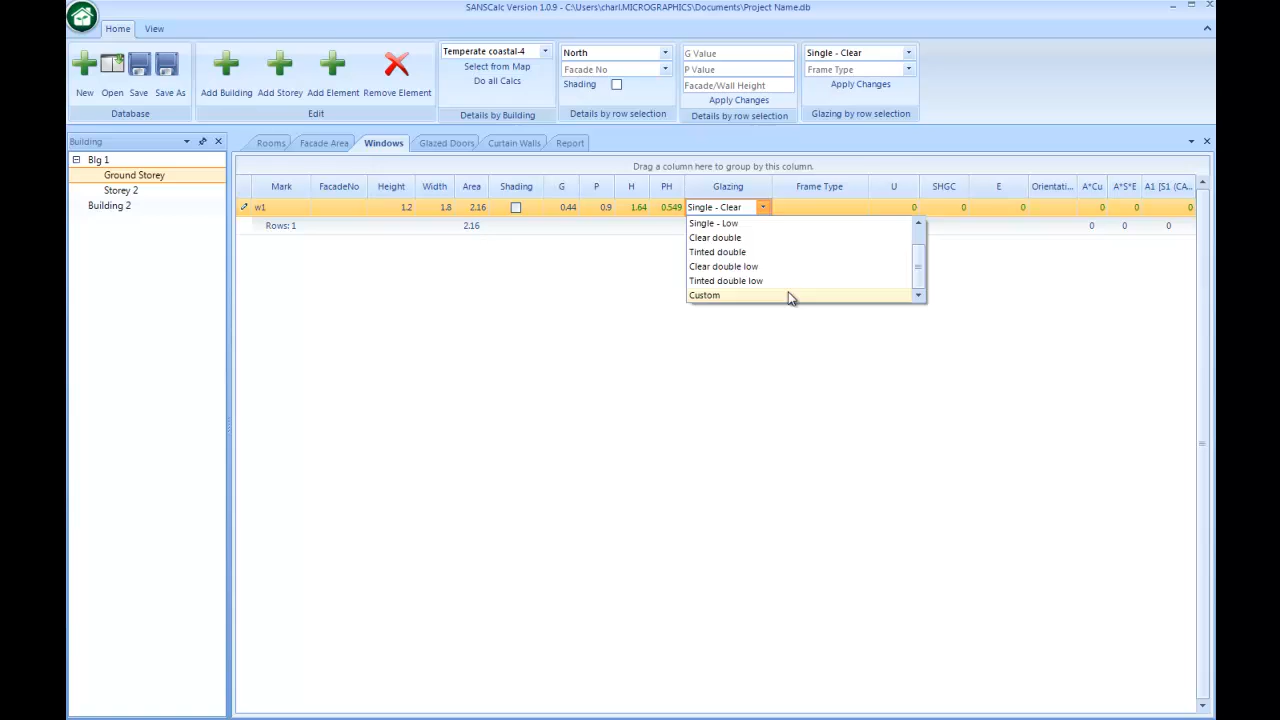 SANSCalc Version 1.0.9 - C:\Users\charl.MICROGRAPHICS\Documents\Project Name.db
Home View
New Open Save Save As
Database
Add Building Add Storey Add Element Remove Element
Edit
Temperate coastal-4
Select from Map
Do all Calcs
Details by Building
North
Facade No
Shading
Details by row selection
G Value
P Value
Facade/Wall Height
Apply Changes
Details by row selection
Single - Clear
Frame Type
Apply Changes
Glazing by row selection
Building
Blg 1
Ground Storey
Storey 2
Building 2
Rooms Facade Area Windows Glazed Doors Curtain Walls Report
Drag a column here to group by this column.
Mark FacadeNo Height Width Area Shading G P H PH Glazing Frame Type U SHGC E Orientati... A*Cu A*S*E A1 [S1 (CA...
w1 1.2 1.8 2.16 0.44 0.9 1.64 0.549 Single - Clear 0 0 0 0 0 0
Rows: 1 2.16 0 0 0
Single - Low
Clear double
Tinted double
Clear double low
Tinted double low
Custom